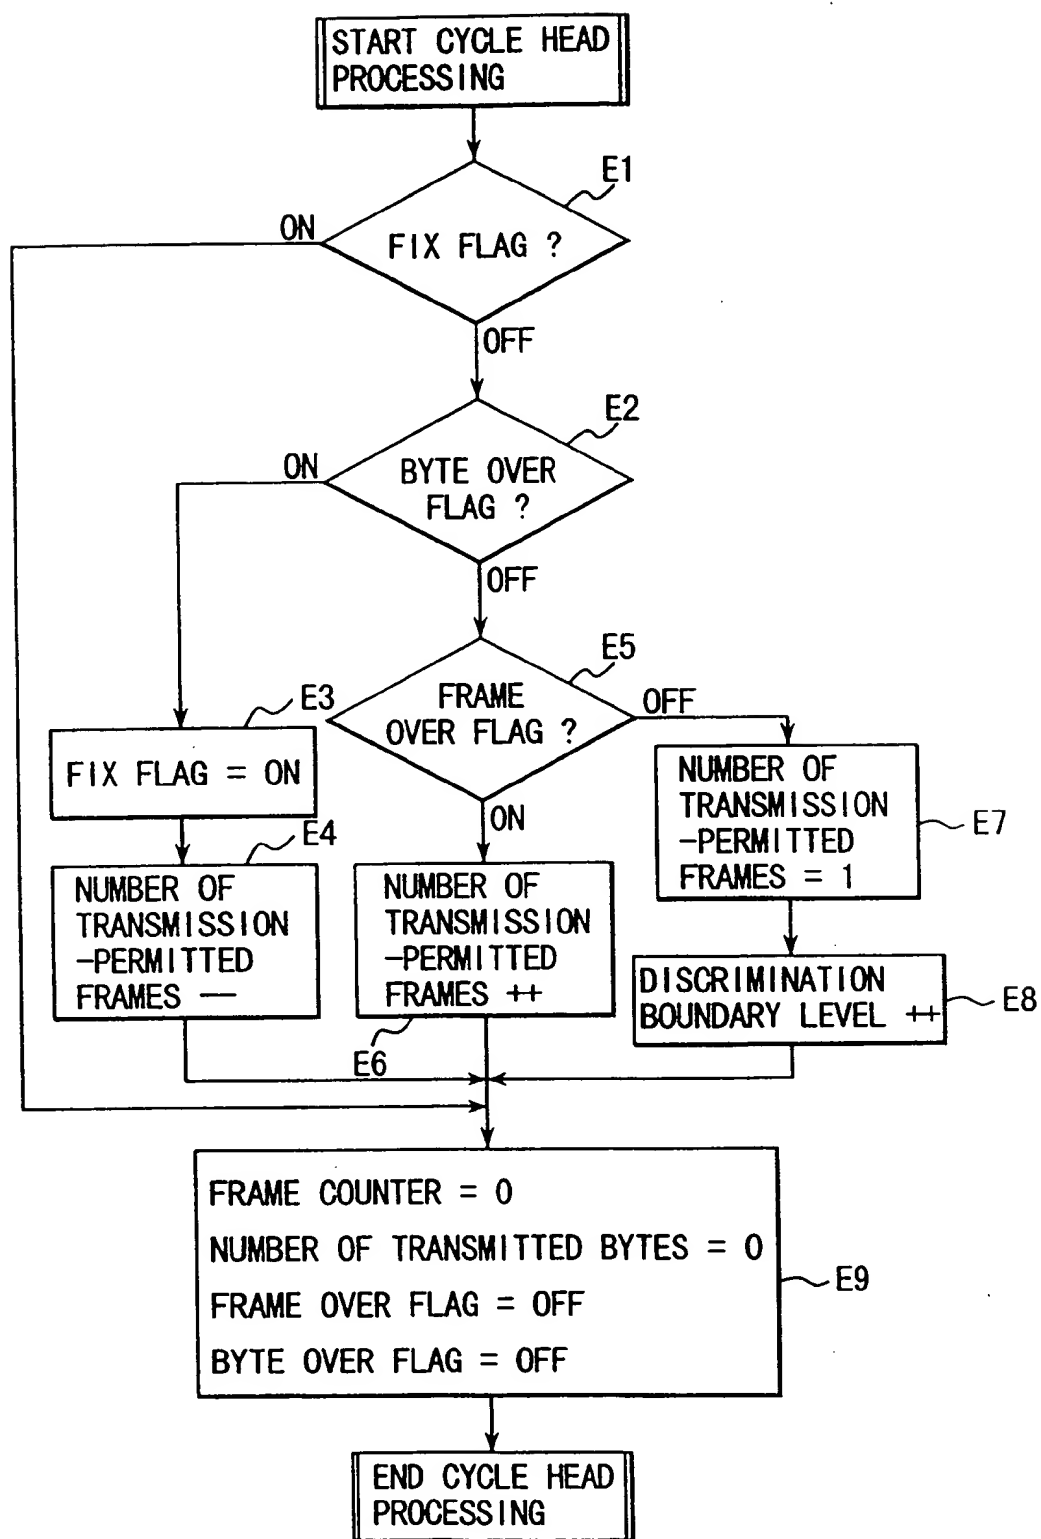 START CYCLE HEAD
PROCESSING
E1
ON
FIX FLAG ?
OFF
E2
ON
BYTE OVER
FLAG ?
OFF
E5
FRAME
OVER FLAG ?
OFF
ON
E3
FIX FLAG = ON
E4
NUMBER OF
TRANSMISSION
-PERMITTED
FRAMES —
NUMBER OF
TRANSMISSION
-PERMITTED
FRAMES ++
E6
NUMBER OF
TRANSMISSION
-PERMITTED
FRAMES = 1
E7
DISCRIMINATION
BOUNDARY LEVEL ++
E8
FRAME COUNTER = 0
NUMBER OF TRANSMITTED BYTES = 0
FRAME OVER FLAG = OFF
BYTE OVER FLAG = OFF
E9
END CYCLE HEAD
PROCESSING